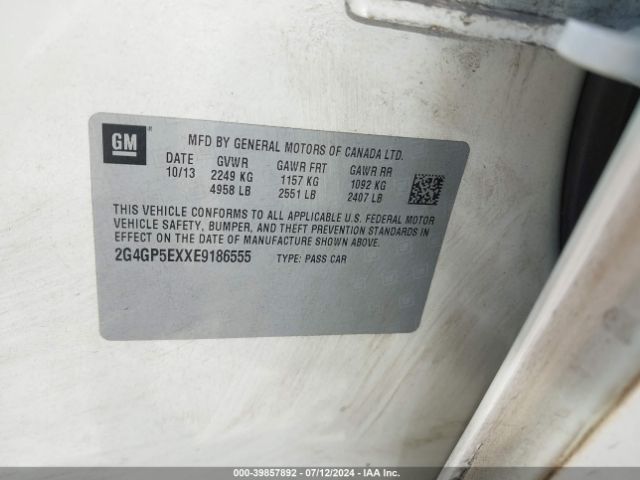 GM
MFD BY GENERAL MOTORS OF CANADA LTD.
DATE GVWR GAWR FRT GAWR RR
10/13 2249 KG 1157 KG 1092 KG
4958 LB 2551 LB 2407 LB
THIS VEHICLE CONFORMS TO ALL APPLICABLE U.S. FEDERAL MOTOR
VEHICLE SAFETY, BUMPER, AND THEFT PREVENTION STANDARDS IN
EFFECT ON THE DATE OF MANUFACTURE SHOWN ABOVE.
2G4GP5EXXE9186555 TYPE: PASS CAR
000-39857892 - 07/12/2024 - IAA Inc.